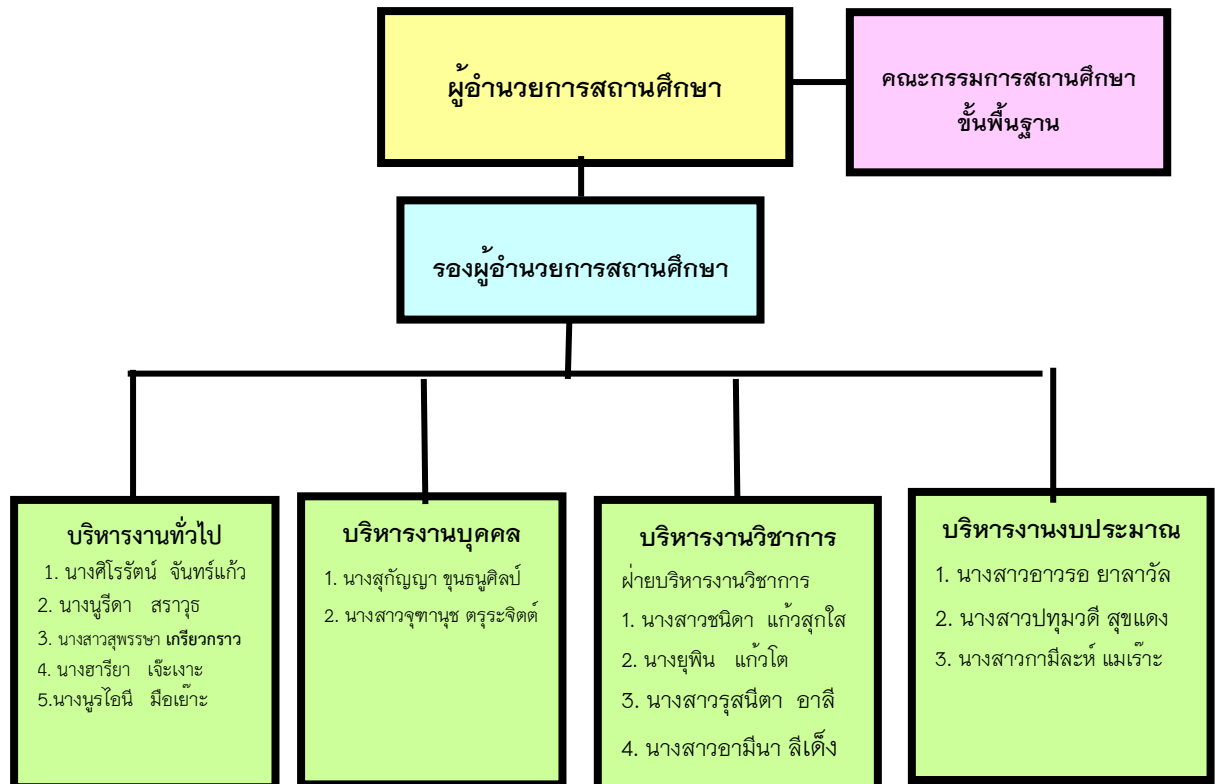 ผู้อำนวยการสถานศึกษา
คณะกรรมการสถานศึกษา
ขั้นพื้นฐาน
รองผู้อำนวยการสถานศึกษา
บริหารงานทั่วไป
1. นางศิโรรัตน์ จันทร์แก้ว
2. นางนูรีดา สราวุธ
3. นางสาวสุพรรษา เกรียวกราว
4. นางฮารียา เจ๊ะเงาะ
5.นางนูรไอนี มือเย๊าะ
บริหารงานบุคคล
1. นางสุกัญญา ขุนธนูศิลป์
2. นางสาวจุฑานุช ตรุระจิตต์
บริหารงานวิชาการ
ฝ่ายบริหารงานวิชาการ
1. นางสาวชนิดา แก้วสุกใส
2. นางยุพิน แก้วโต
3. นางสาวรุสนีตา อาลี
4. นางสาวอามีนา ลีเด็ง
บริหารงานงบประมาณ
1. นางสาวอาวรอ ยาลาวัล
2. นางสาวปทุมวดี สุขแดง
3. นางสาวกามีละห์ แมเร๊าะ